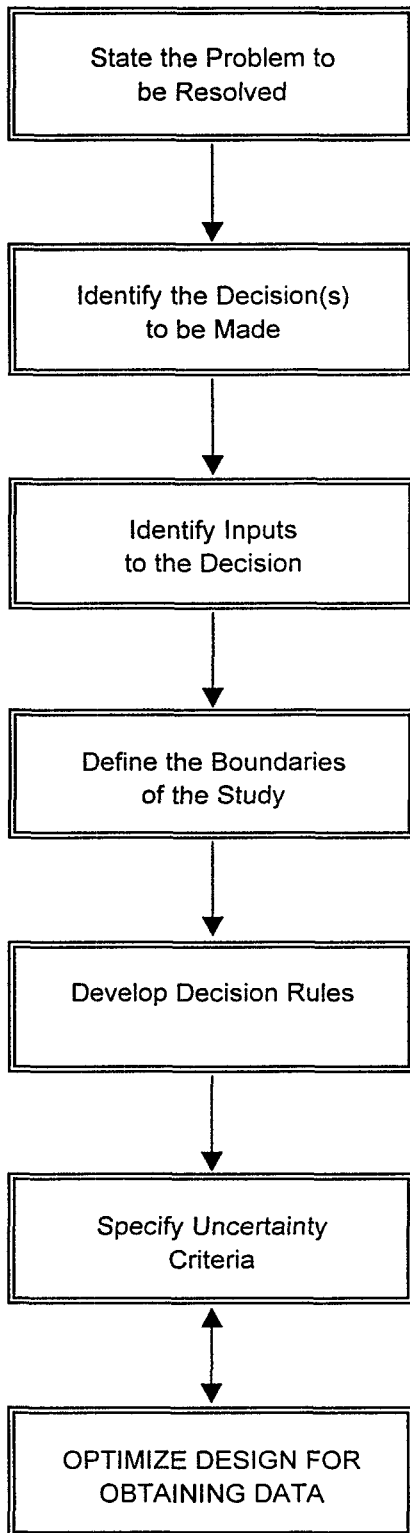 State the Problem to
be Resolved
Identify the Decision(s)
to be Made
Identify Inputs
to the Decision
Define the Boundaries
of the Study
Develop Decision Rules
Specify Uncertainty
Criteria
OPTIMIZE DESIGN FOR
OBTAINING DATA